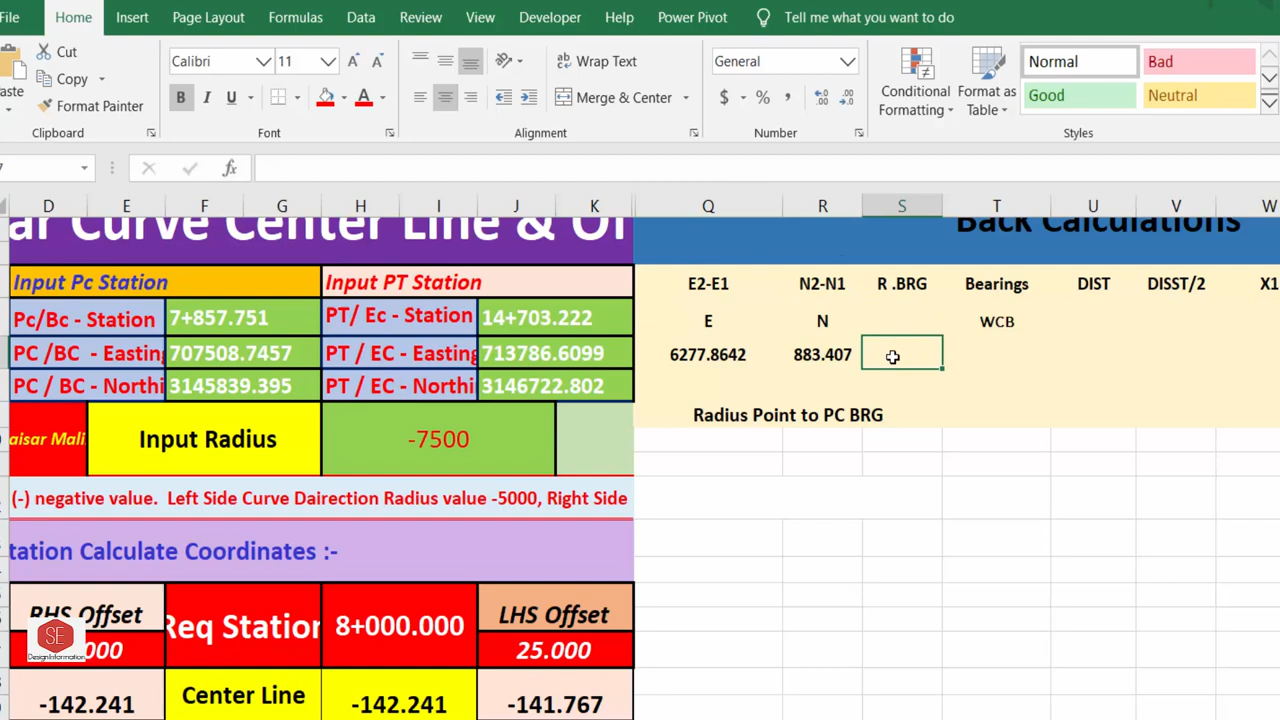 File Home Insert Page Layout Formulas Data Review View Developer Help Power Pivot Tell me what you want to do
Cut
Copy
Format Painter
Clipboard
Calibri 11
B I U A
Font
Wrap Text
Merge & Center
Alignment
General
$ % ,
Number
Conditional Formatting
Format as Table
Normal Bad
Good Neutral
Styles
fx
D E F G H I J K Q R S T U V W
Back Calculations
Input Pc Station Input PT Station
Pc/Bc - Station 7+857.751 PT/ Ec - Station 14+703.222
PC /BC - Easting 707508.7457 PT / EC - Easting 713786.6099
PC / BC - Northi 3145839.395 PT / EC - Northi 3146722.802
E2-E1 N2-N1 R .BRG Bearings DIST DISST/2 X1
E N WCB
6277.8642 883.407
Radius Point to PC BRG
aisar Mali Input Radius -7500
(-) negative value. Left Side Curve Dairection Radius value -5000, Right Side
tation Calculate Coordinates :-
RHS Offset Req Station 8+000.000 LHS Offset
000 25.000
SE
DesignInformation
-142.241 Center Line -142.241 -141.767